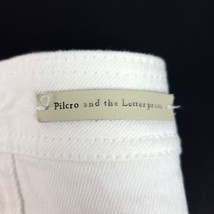 Pilcro and the Letterpress